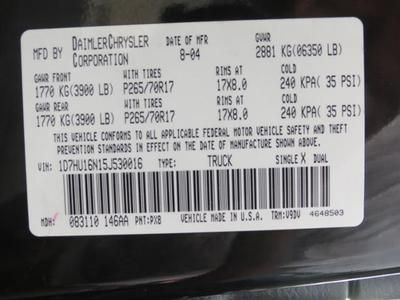 MFD BY DAIMLERCHRYSLER CORPORATION DATE OF MFR 8-04 GVWR 2881 KG(06350 LB)
GAWR FRONT WITH TIRES RIMS AT COLD
1770 KG(3900 LB) P265/70R17 17X8.0 240 KPA( 35 PSI)
GAWR REAR WITH TIRES RIMS AT COLD
1770 KG(3900 LB) P265/70R17 17X8.0 240 KPA( 35 PSI)
THIS VEHICLE CONFORMS TO ALL APPLICABLE FEDERAL MOTOR VEHICLE SAFETY AND THEFT
PREVENTION STANDARDS IN EFFECT ON THE DATE OF MANUFACTURE SHOWN ABOVE.
VIN: 1D7HU16N15J530016 TYPE: TRUCK SINGLE X DUAL
MDH: 083110 146AA PNT: PX8 VEHICLE MADE IN U.S.A. TRM: V9DV 4648503